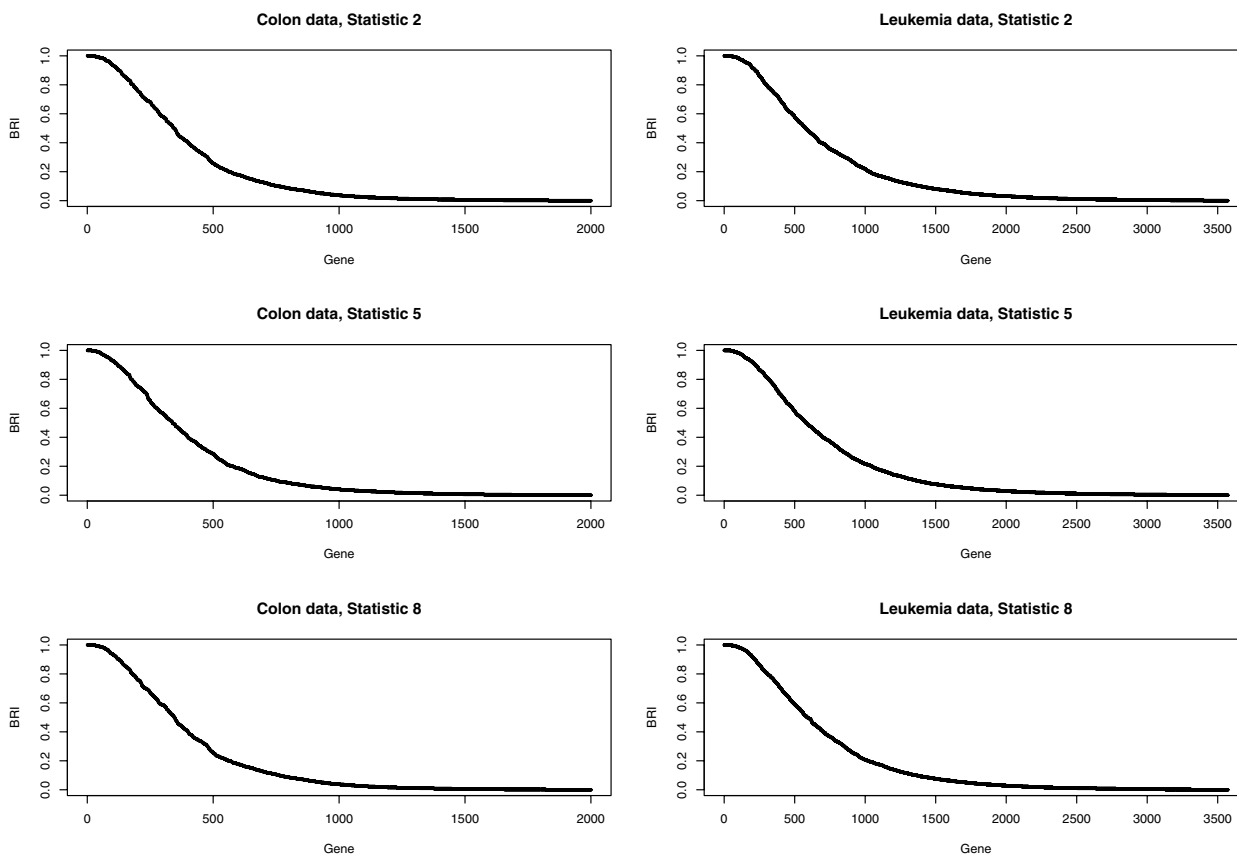 Colon data, Statistic 2
BRI
0.0 0.2 0.4 0.6 0.8 1.0
0 500 1000 1500 2000
Gene
Leukemia data, Statistic 2
BRI
0.0 0.2 0.4 0.6 0.8 1.0
0 500 1000 1500 2000 2500 3000 3500
Gene
Colon data, Statistic 5
BRI
0.0 0.2 0.4 0.6 0.8 1.0
0 500 1000 1500 2000
Gene
Leukemia data, Statistic 5
BRI
0.0 0.2 0.4 0.6 0.8 1.0
0 500 1000 1500 2000 2500 3000 3500
Gene
Colon data, Statistic 8
BRI
0.0 0.2 0.4 0.6 0.8 1.0
0 500 1000 1500 2000
Gene
Leukemia data, Statistic 8
BRI
0.0 0.2 0.4 0.6 0.8 1.0
0 500 1000 1500 2000 2500 3000 3500
Gene